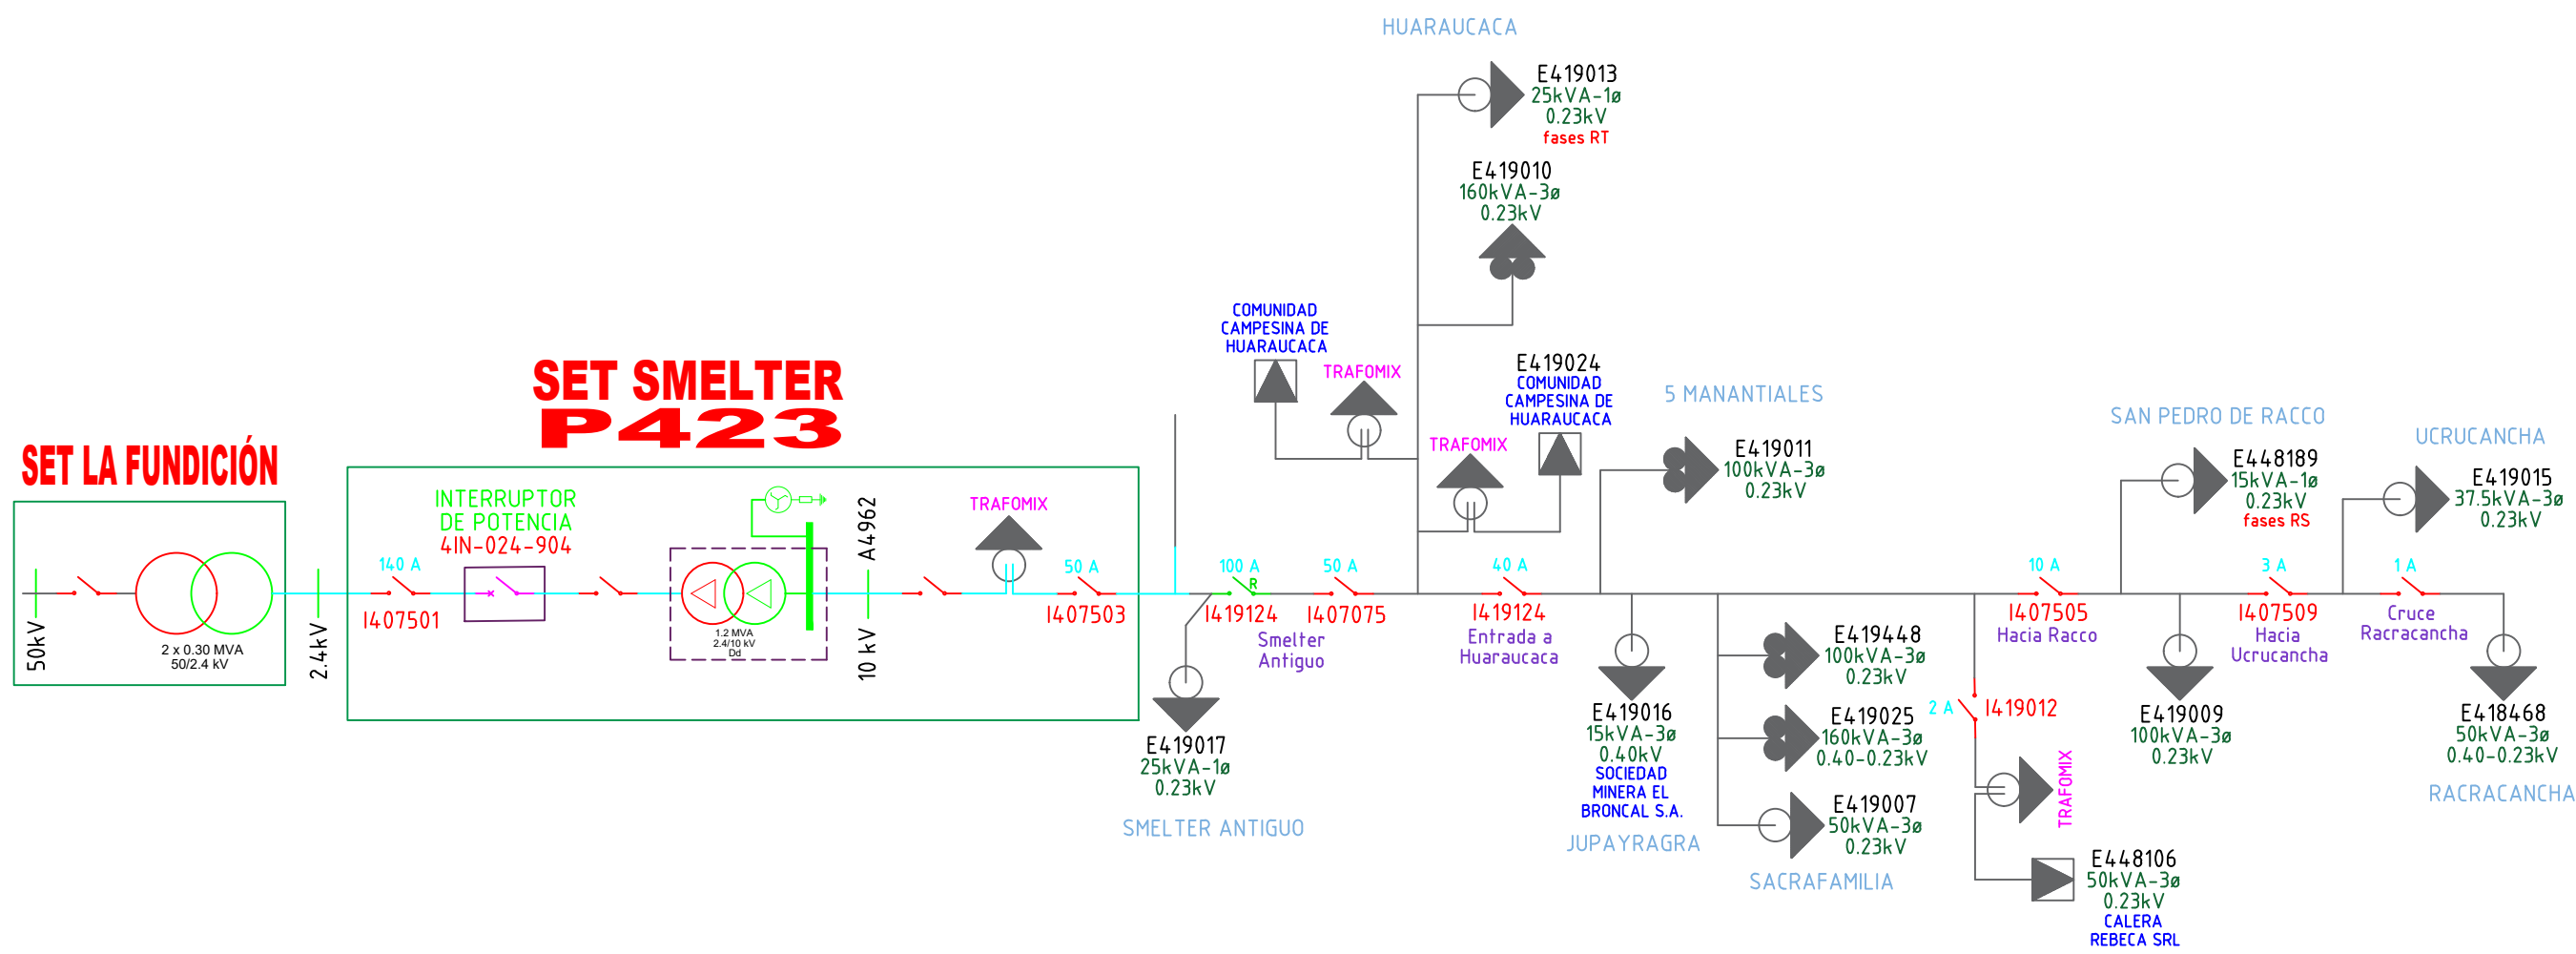 HUARAUCACA
E419013
25kVA-1ø
0.23kV
fases RT
E419010
160kVA-3ø
0.23kV
COMUNIDAD
CAMPESINA DE
HUARAUCACA
TRAFOMIX
E419024
COMUNIDAD
CAMPESINA DE
HUARAUCACA
TRAFOMIX
5 MANANTIALES
E419011
100kVA-3ø
0.23kV
SAN PEDRO DE RACCO
E448189
15kVA-1ø
0.23kV
fases RS
UCRUCANCHA
E419015
37.5kVA-3ø
0.23kV
SET LA FUNDICIÓN
50kV
2 x 0.30 MVA
50/2.4 kV
2.4kV
SET SMELTER
P423
140 A
I407501
INTERRUPTOR
DE POTENCIA
4IN-024-904
1.2 MVA
2.4/10 kV
Dd
10 kV
A4962
TRAFOMIX
50 A
I407503
100 A
R
I419124
Smelter
Antiguo
50 A
I407075
40 A
I419124
Entrada a
Huaraucaca
10 A
I407505
Hacia Racco
3 A
I407509
Hacia
Ucrucancha
1 A
Cruce
Racracancha
E419017
25kVA-1ø
0.23kV
SMELTER ANTIGUO
E419016
15kVA-3ø
0.40kV
SOCIEDAD
MINERA EL
BRONCAL S.A.
JUPAYRAGRA
E419448
100kVA-3ø
0.23kV
E419025
160kVA-3ø
0.40-0.23kV
E419007
50kVA-3ø
0.23kV
SACRAFAMILIA
2 A
I419012
TRAFOMIX
E448106
50kVA-3ø
0.23kV
CALERA
REBECA SRL
E419009
100kVA-3ø
0.23kV
E418468
50kVA-3ø
0.40-0.23kV
RACRACANCHA